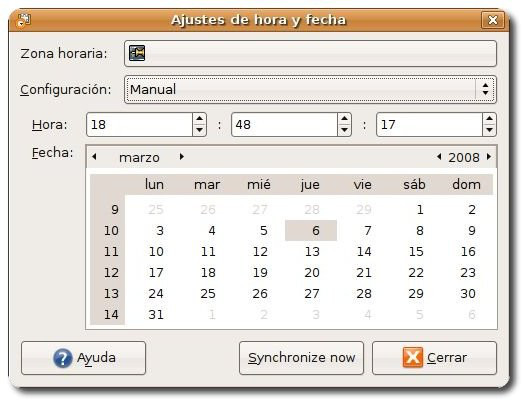 Ajustes de hora y fecha
Zona horaria:
Configuración: Manual
Hora: 18 : 48 : 17
Fecha: marzo 2008
lun mar mié jue vie sáb dom
9 25 26 27 28 29 1 2
10 3 4 5 6 7 8 9
11 10 11 12 13 14 15 16
12 17 18 19 20 21 22 23
13 24 25 26 27 28 29 30
14 31 1 2 3 4 5 6
Ayuda Synchronize now Cerrar